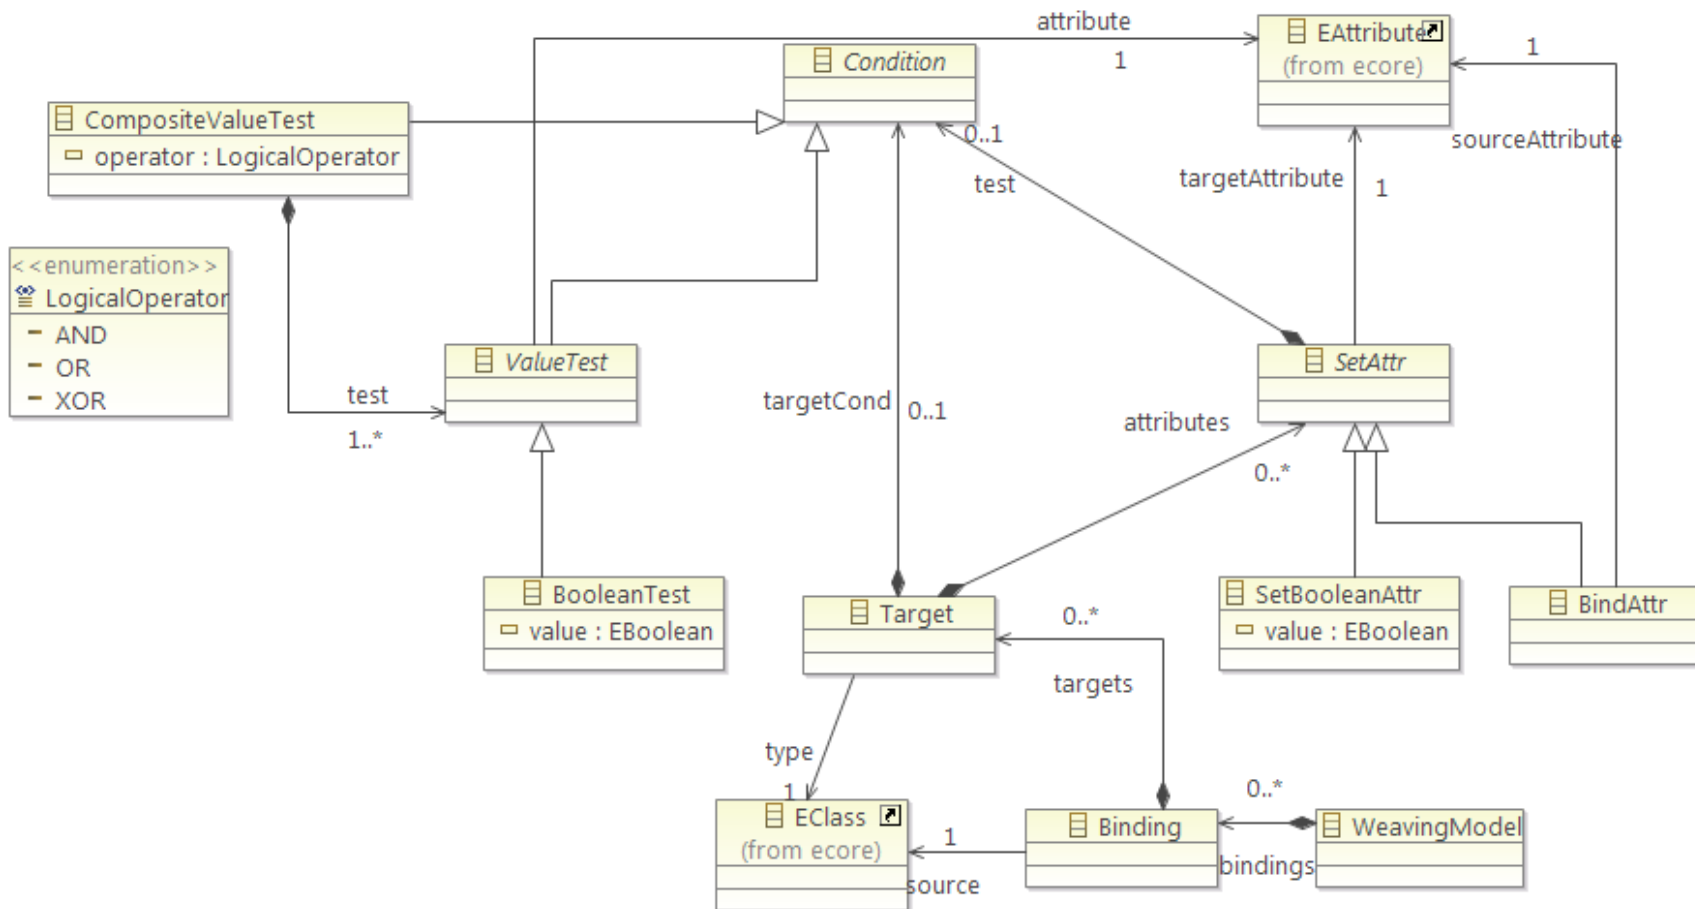 attribute
1
EAttribute
(from ecore)
1
sourceAttribute
Condition
CompositeValueTest
operator : LogicalOperator
0..1
test
targetAttribute
1
<<enumeration>>
LogicalOperator
AND
OR
XOR
ValueTest
test
1..*
targetCond
0..1
SetAttr
attributes
0..*
BooleanTest
value : EBoolean
Target
SetBooleanAttr
value : EBoolean
BindAttr
0..*
targets
type
1
EClass
(from ecore)
1
source
Binding
0..*
bindings
WeavingModel